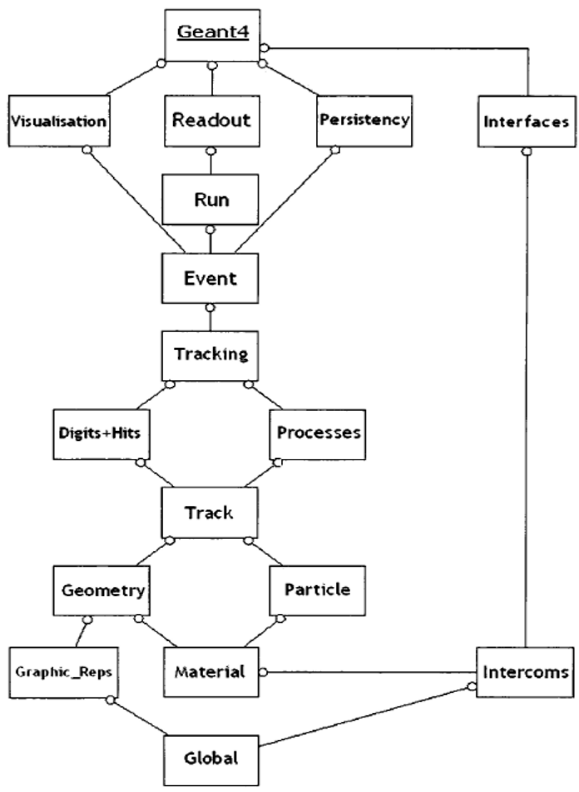 Geant4
Visualisation
Readout
Persistency
Interfaces
Run
Event
Tracking
Digits+Hits
Processes
Track
Geometry
Particle
Graphic_Reps
Material
Intercoms
Global